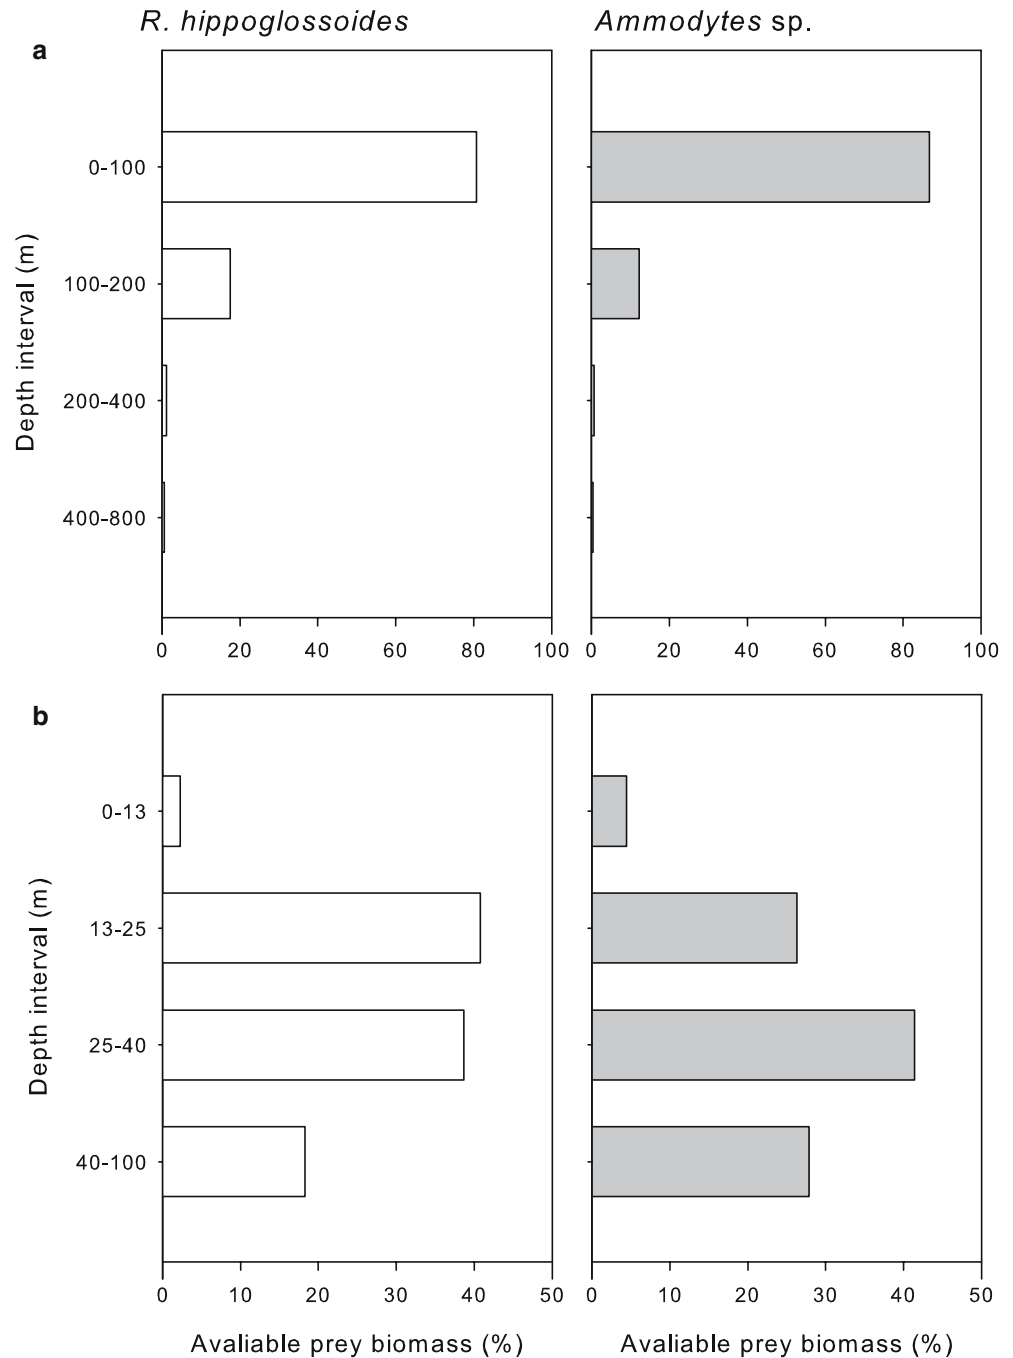 R. hippoglossoides Ammodytes sp.
a
0-100
100-200
200-400
400-800
Depth interval (m)
0 20 40 60 80 100 0 20 40 60 80 100
b
0-13
13-25
25-40
40-100
Depth interval (m)
0 10 20 30 40 50 0 10 20 30 40 50
Avaliable prey biomass (%) Avaliable prey biomass (%)